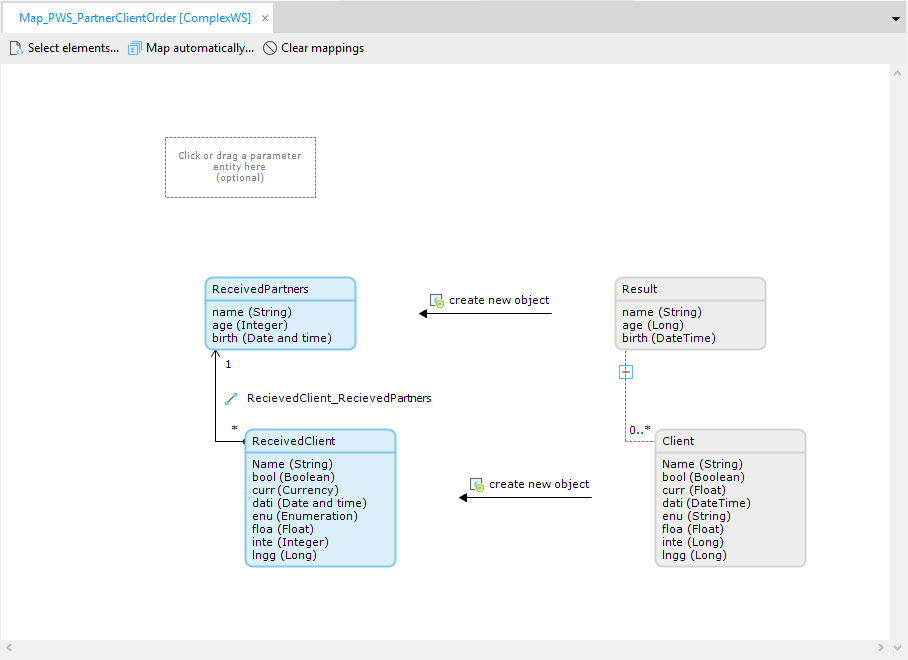 Map_PWS_PartnerClientOrder [ComplexWS]
Select elements... Map automatically... Clear mappings
Click or drag a parameter
entity here
(optional)
ReceivedPartners
name (String)
age (Integer)
birth (Date and time)
create new object
Result
name (String)
age (Long)
birth (DateTime)
1
RecievedClient_RecievedPartners
*
0..*
ReceivedClient
Name (String)
bool (Boolean)
curr (Currency)
dati (Date and time)
enu (Enumeration)
floa (Float)
inte (Integer)
lngg (Long)
create new object
Client
Name (String)
bool (Boolean)
curr (Float)
dati (DateTime)
enu (String)
floa (Float)
inte (Long)
lngg (Long)